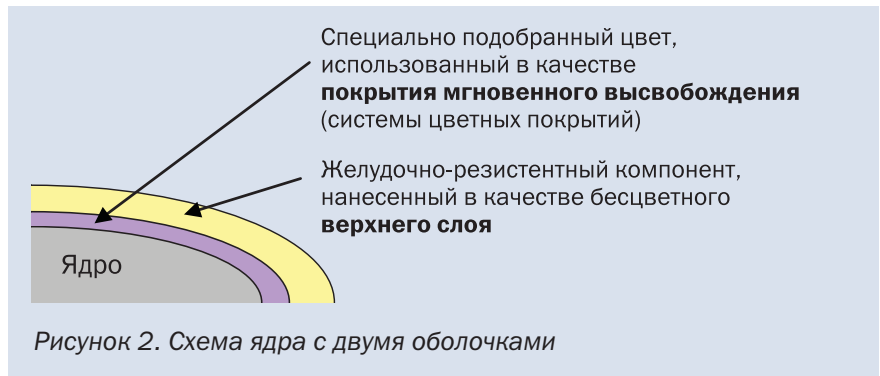 Специально подобранный цвет,
использованный в качестве
покрытия мгновенного высвобождения
(системы цветных покрытий)
Желудочно-резистентный компонент,
нанесенный в качестве бесцветного
верхнего слоя
Ядро
Рисунок 2. Схема ядра с двумя оболочками